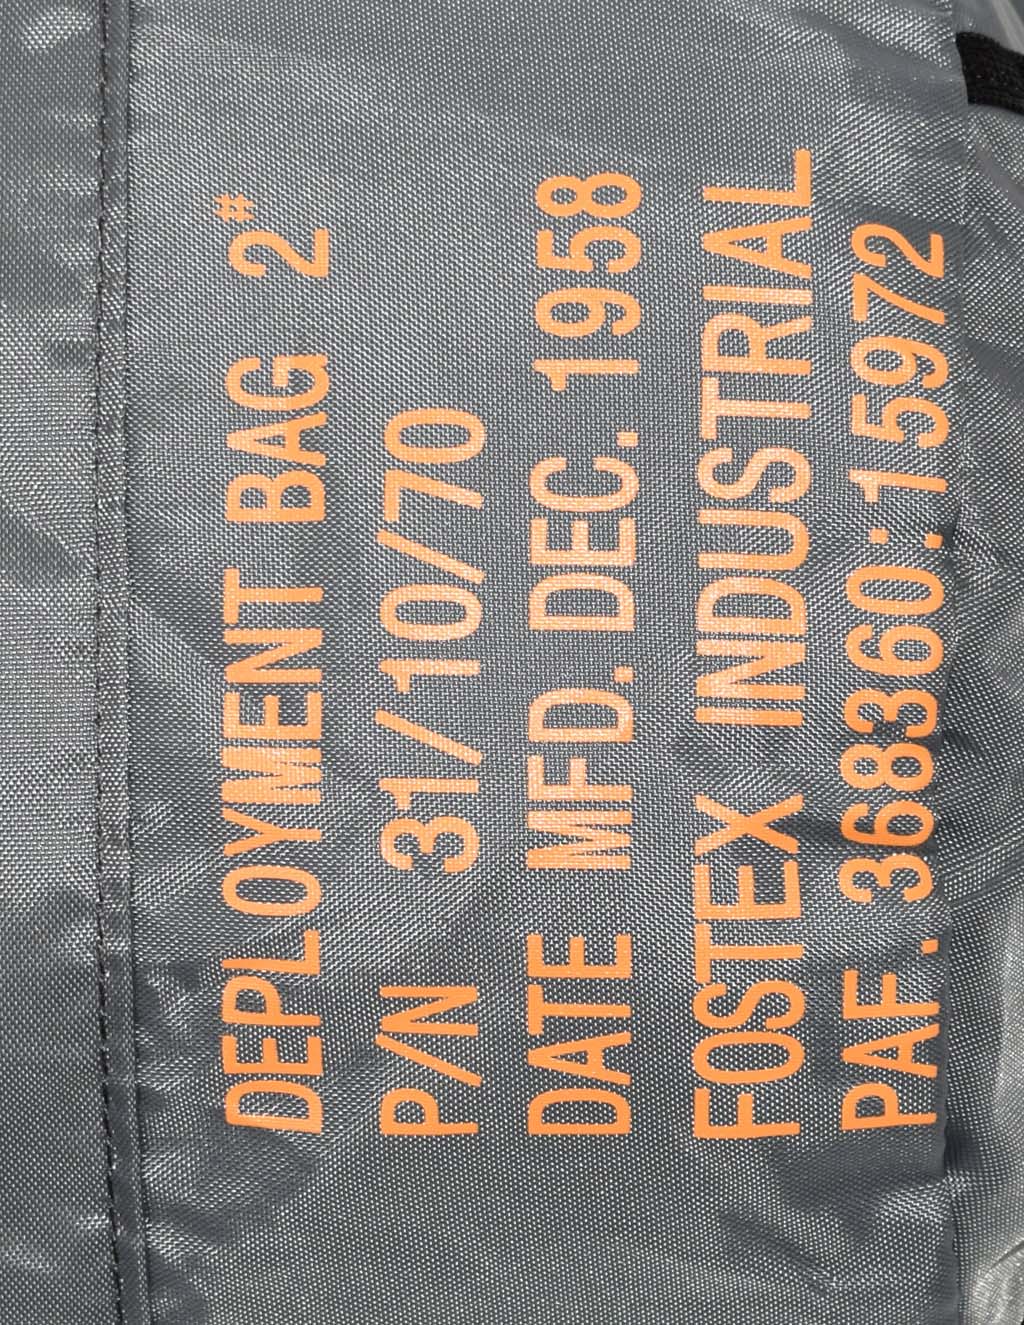 DEPLOYMENT BAG 2#
P/N 31/10/70
DATE MFD. DEC. 1958
FOSTEX INDUSTRIAL
PAF. 368360:15972